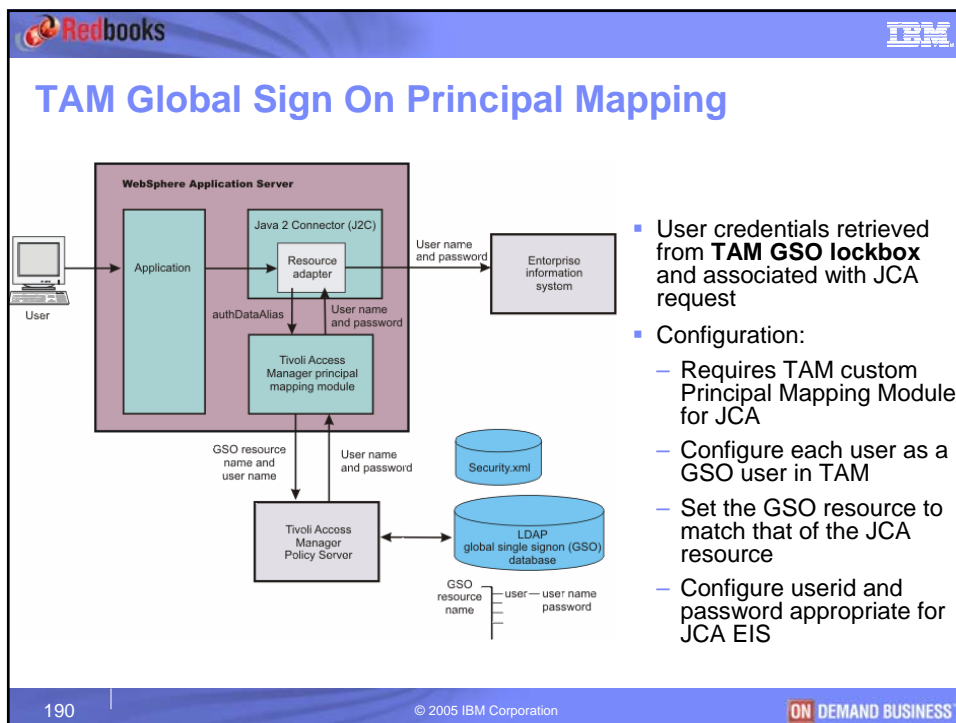 Redbooks
IBM
TAM Global Sign On Principal Mapping
WebSphere Application Server
Java 2 Connector (J2C)
Application
Resource
adapter
User name
and password
Enterprise
information
system
User
authDataAlias
User name
and password
Tivoli Access
Manager principal
mapping module
GSO resource
name and
user name
User name
and password
Security.xml
Tivoli Access
Manager
Policy Server
LDAP
global single signon (GSO)
database
GSO
resource
name
user
user name
password
User credentials retrieved
from TAM GSO lockbox
and associated with JCA
request
Configuration:
– Requires TAM custom
Principal Mapping Module
for JCA
– Configure each user as a
GSO user in TAM
– Set the GSO resource to
match that of the JCA
resource
– Configure userid and
password appropriate for
JCA EIS
190
© 2005 IBM Corporation
ON DEMAND BUSINESS